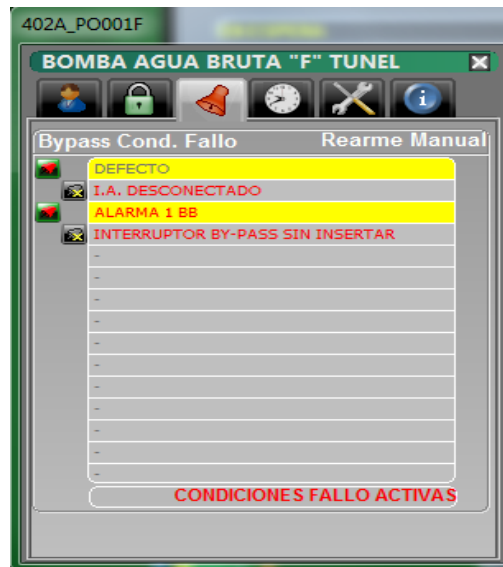 402A_PO001F
BOMBA AGUA BRUTA "F" TUNEL
Bypass Cond. Fallo Rearme Manual
DEFECTO
I.A. DESCONECTADO
ALARMA 1 BB
INTERRUPTOR BY-PASS SIN INSERTAR
-
-
-
-
-
-
-
-
-
-
-
CONDICIONES FALLO ACTIVAS